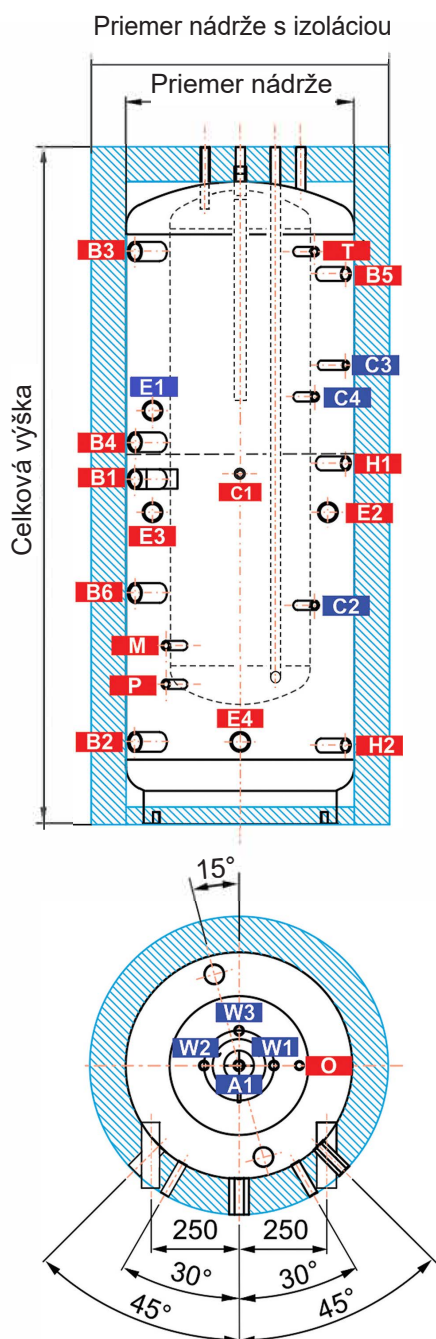 Priemer nádrže s izoláciou
Priemer nádrže
Celková výška
B3
T
B5
C3
E1
C4
B4
H1
B1
C1
E3
E2
B6
C2
M
P
E4
B2
H2
15°
W3
W2
W1
O
A1
250
250
30°
30°
45°
45°